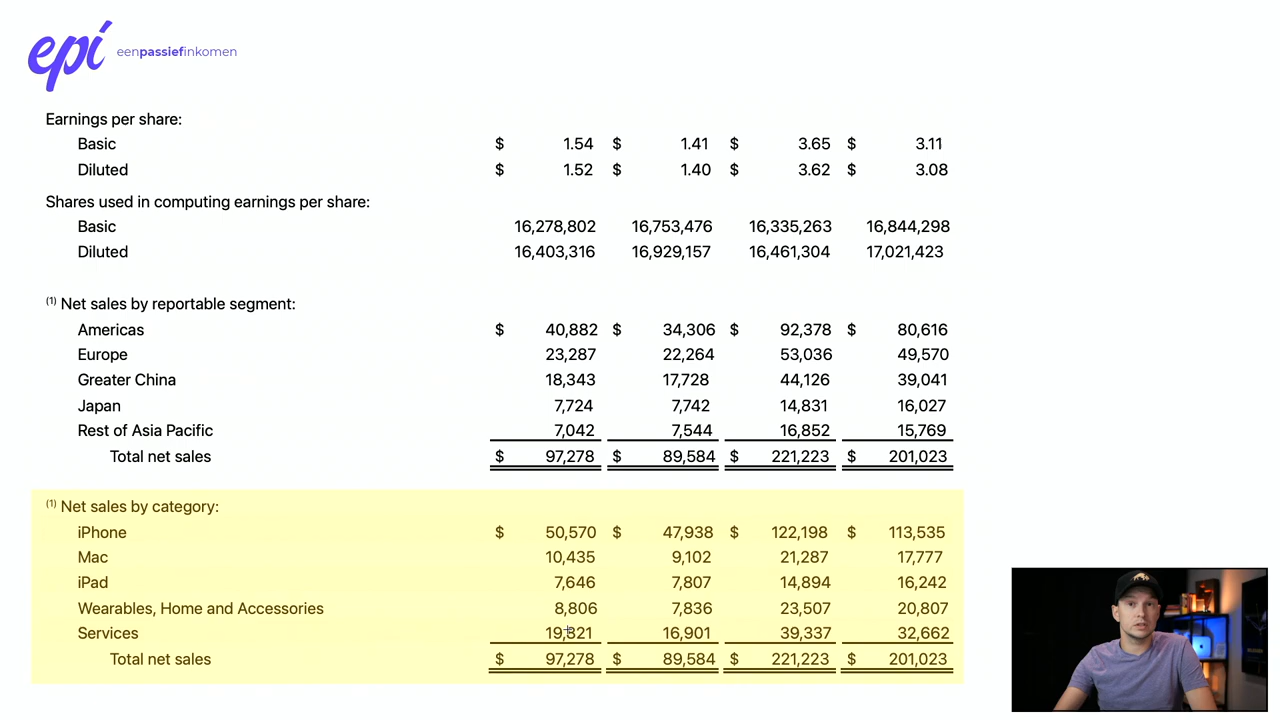 epi eenpassiefinkomen
Earnings per share:
Basic $ 1.54 $ 1.41 $ 3.65 $ 3.11
Diluted $ 1.52 $ 1.40 $ 3.62 $ 3.08
Shares used in computing earnings per share:
Basic 16,278,802 16,753,476 16,335,263 16,844,298
Diluted 16,403,316 16,929,157 16,461,304 17,021,423
(1) Net sales by reportable segment:
Americas $ 40,882 $ 34,306 $ 92,378 $ 80,616
Europe 23,287 22,264 53,036 49,570
Greater China 18,343 17,728 44,126 39,041
Japan 7,724 7,742 14,831 16,027
Rest of Asia Pacific 7,042 7,544 16,852 15,769
Total net sales $ 97,278 $ 89,584 $ 221,223 $ 201,023
(1) Net sales by category:
iPhone $ 50,570 $ 47,938 $ 122,198 $ 113,535
Mac 10,435 9,102 21,287 17,777
iPad 7,646 7,807 14,894 16,242
Wearables, Home and Accessories 8,806 7,836 23,507 20,807
Services 19,821 16,901 39,337 32,662
Total net sales $ 97,278 $ 89,584 $ 221,223 $ 201,023